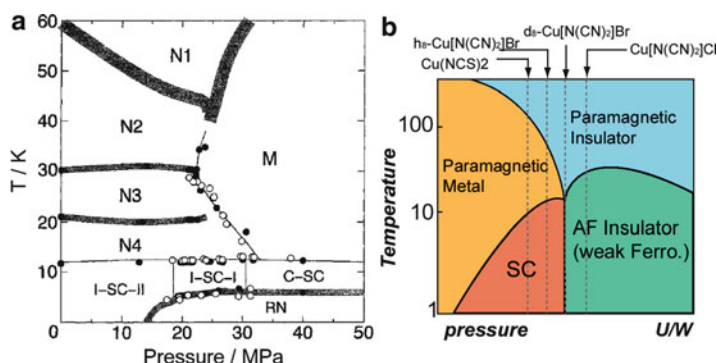 a
60
50
40
30
20
10
0
T / K
0
10
20
30
40
50
Pressure / MPa
N1
N2
M
N3
N4
I-SC-II
I-SC-I
C-SC
RN
b
d₈-Cu[N(CN)₂]Br
h₈-Cu[N(CN)₂]Br
Cu(NCS)2
Cu[N(CN)₂]Cl
100
10
1
Temperature
Paramagnetic
Insulator
Paramagnetic
Metal
AF Insulator
(weak Ferro.)
SC
pressure
U/W